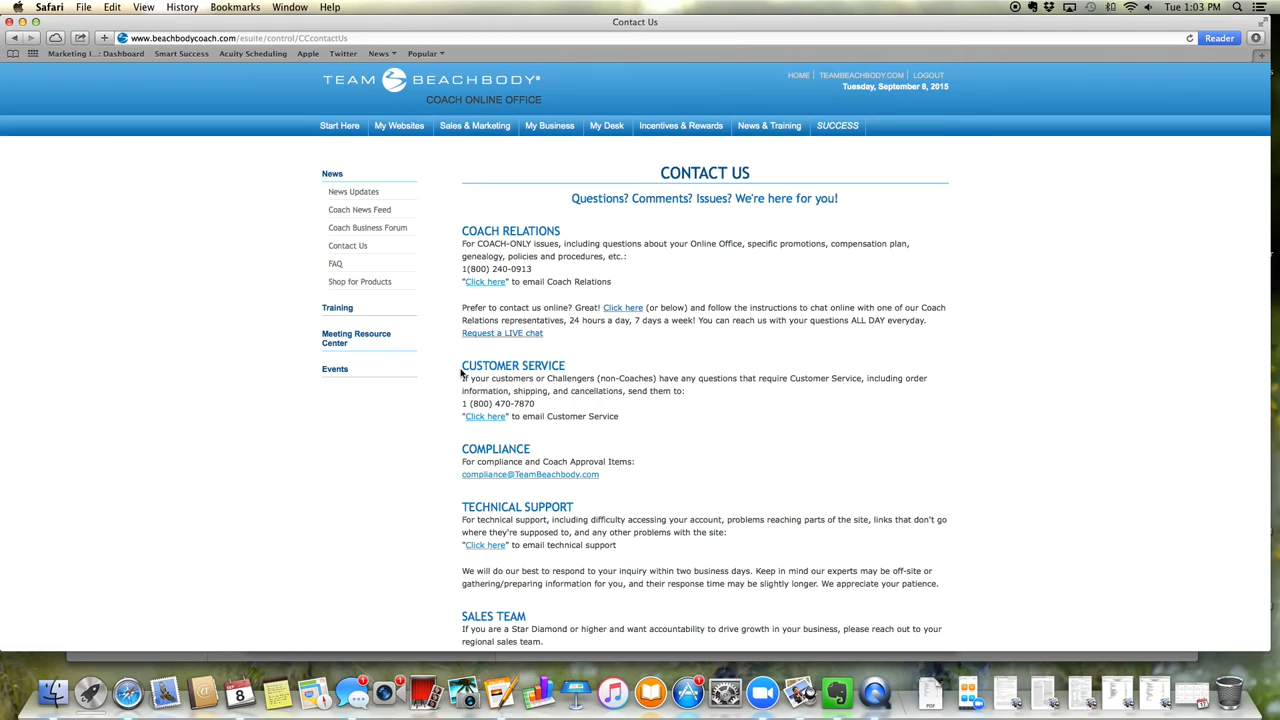 Safari File Edit View History Bookmarks Window Help Tue 1:03 PM
Contact Us
www.beachbodycoach.com/esuite/control/CCcontactUs Reader
Marketing I...: Dashboard Smart Success Acuity Scheduling Apple Twitter News Popular
TEAM BEACHBODY®
COACH ONLINE OFFICE
HOME | TEAMBEACHBODY.COM | LOGOUT
Tuesday, September 8, 2015
Start Here My Websites Sales & Marketing My Business My Desk Incentives & Rewards News & Training SUCCESS
News
News Updates
Coach News Feed
Coach Business Forum
Contact Us
FAQ
Shop for Products
Training
Meeting Resource
Center
Events
CONTACT US
Questions? Comments? Issues? We're here for you!
COACH RELATIONS
For COACH-ONLY issues, including questions about your Online Office, specific promotions, compensation plan,
genealogy, policies and procedures, etc.:
1(800) 240-0913
"Click here" to email Coach Relations
Prefer to contact us online? Great! Click here (or below) and follow the instructions to chat online with one of our Coach
Relations representatives, 24 hours a day, 7 days a week! You can reach us with your questions ALL DAY everyday.
Request a LIVE chat
CUSTOMER SERVICE
If your customers or Challengers (non-Coaches) have any questions that require Customer Service, including order
information, shipping, and cancellations, send them to:
1 (800) 470-7870
"Click here" to email Customer Service
COMPLIANCE
For compliance and Coach Approval Items:
compliance@TeamBeachbody.com
TECHNICAL SUPPORT
For technical support, including difficulty accessing your account, problems reaching parts of the site, links that don't go
where they're supposed to, and any other problems with the site:
"Click here" to email technical support
We will do our best to respond to your inquiry within two business days. Keep in mind our experts may be off-site or
gathering/preparing information for you, and their response time may be slightly longer. We appreciate your patience.
SALES TEAM
If you are a Star Diamond or higher and want accountability to drive growth in your business, please reach out to your
regional sales team.